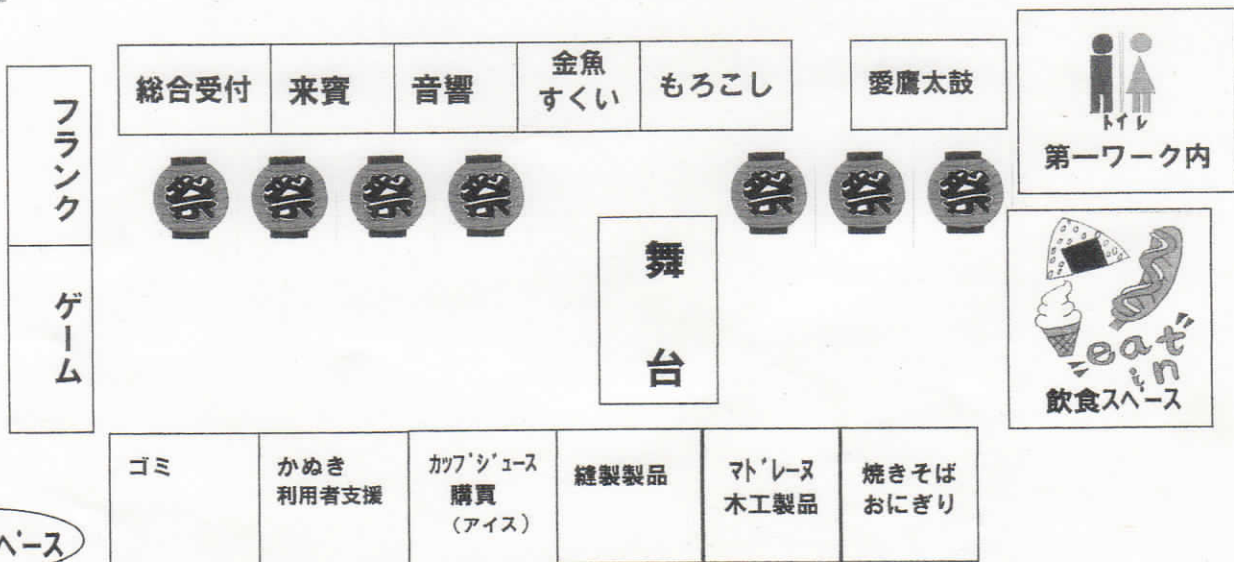 総合受付
来賓
音響
金魚
すくい
もろこし
愛鷹太鼓
トイレ
第一ワーク内
フランク
ゲーム
祭
祭
祭
祭
祭
祭
祭
舞台
eat
in
飲食スペース
ゴミ
かぬき
利用者支援
カップジュース
購買
(アイス)
縫製製品
マドレーヌ
木工製品
焼きそば
おにぎり
ペース